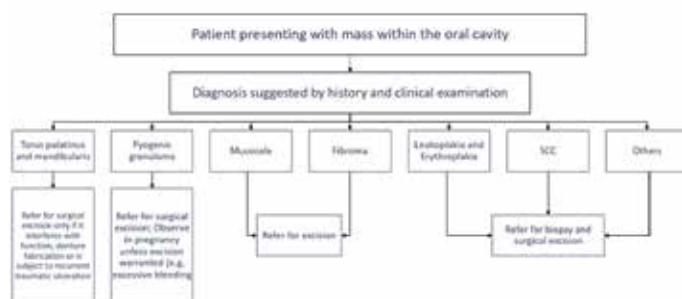 Patient presenting with mass within the oral cavity
Diagnosis suggested by history and clinical examination
Torus palatinus and mandibularis
Pyogenic granuloma
Mucocele
Fibroma
Leukoplakia and
Erythroplakia
SCC
Others
Refer for surgical
excision only if it
interferes with
function, denture
fabrication or is
subject to recurrent
traumatic ulceration
Refer for surgical
excision; Observe
in pregnancy
unless excision
warranted (e.g.
excessive bleeding
Refer for excision
Refer for biopsy and
surgical excision